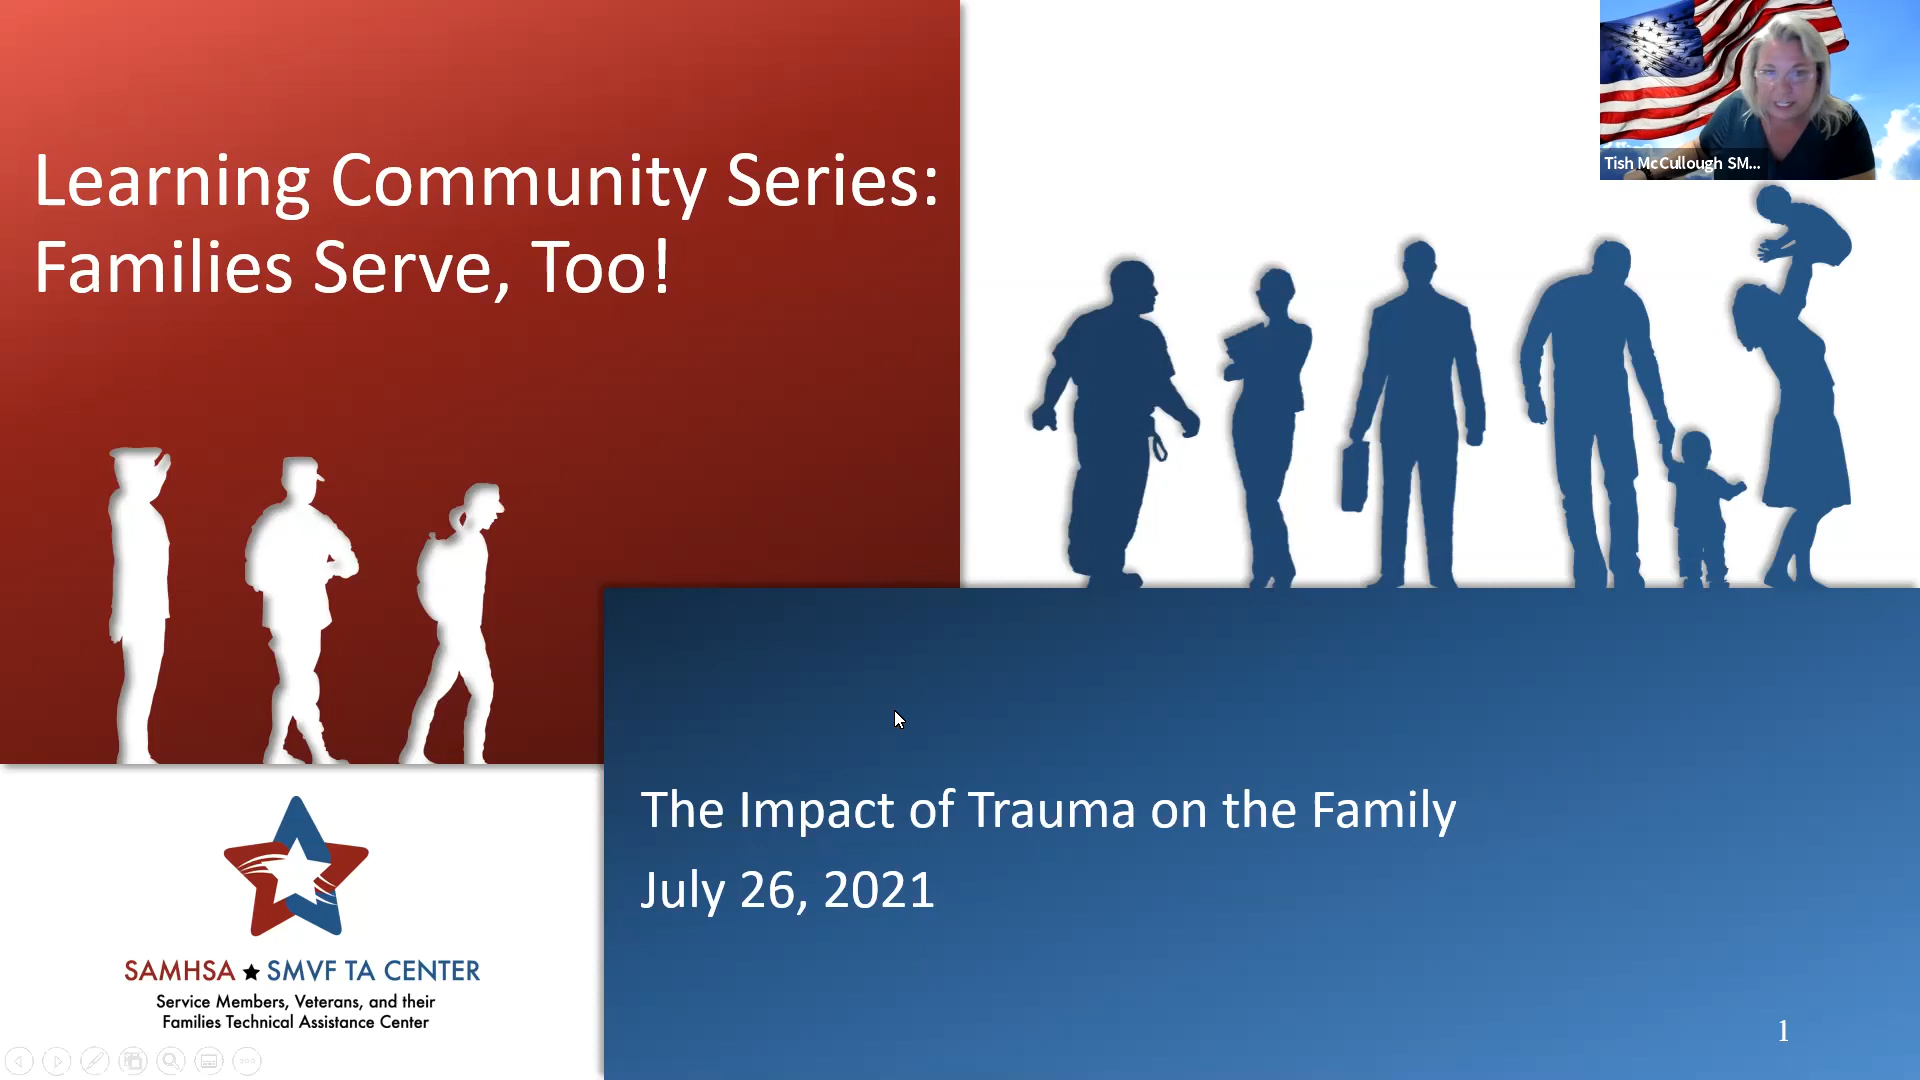 Learning Community Series:
Families Serve, Too!
Tish McCullough SM...
The Impact of Trauma on the Family
July 26, 2021
SAMHSA ★ SMVF TA CENTER
Service Members, Veterans, and their
Families Technical Assistance Center
1